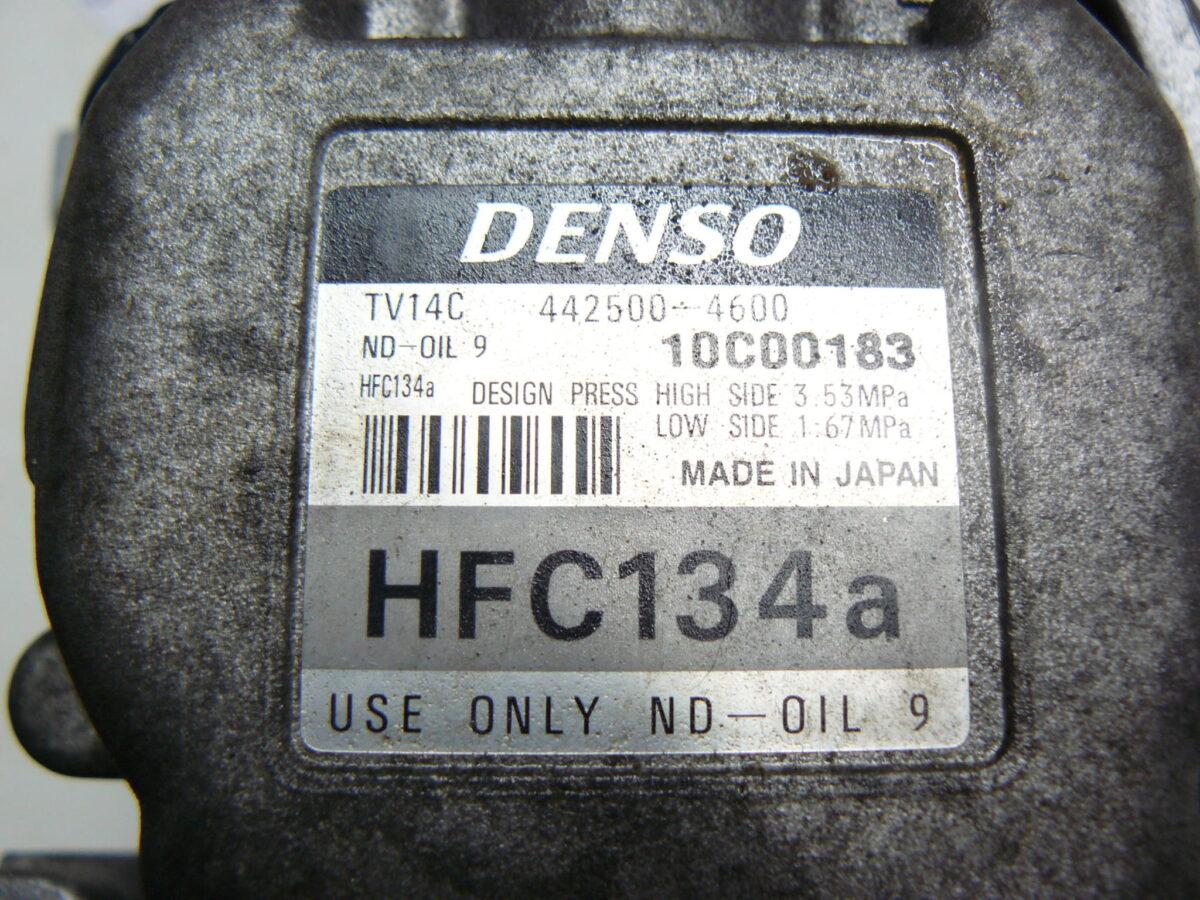 DENSO
TV14C 442500-4600
ND-OIL 9 10C00183
HFC134a DESIGN PRESS HIGH SIDE 3.53MPa
LOW SIDE 1.67MPa
MADE IN JAPAN
HFC134a
USE ONLY ND-OIL 9